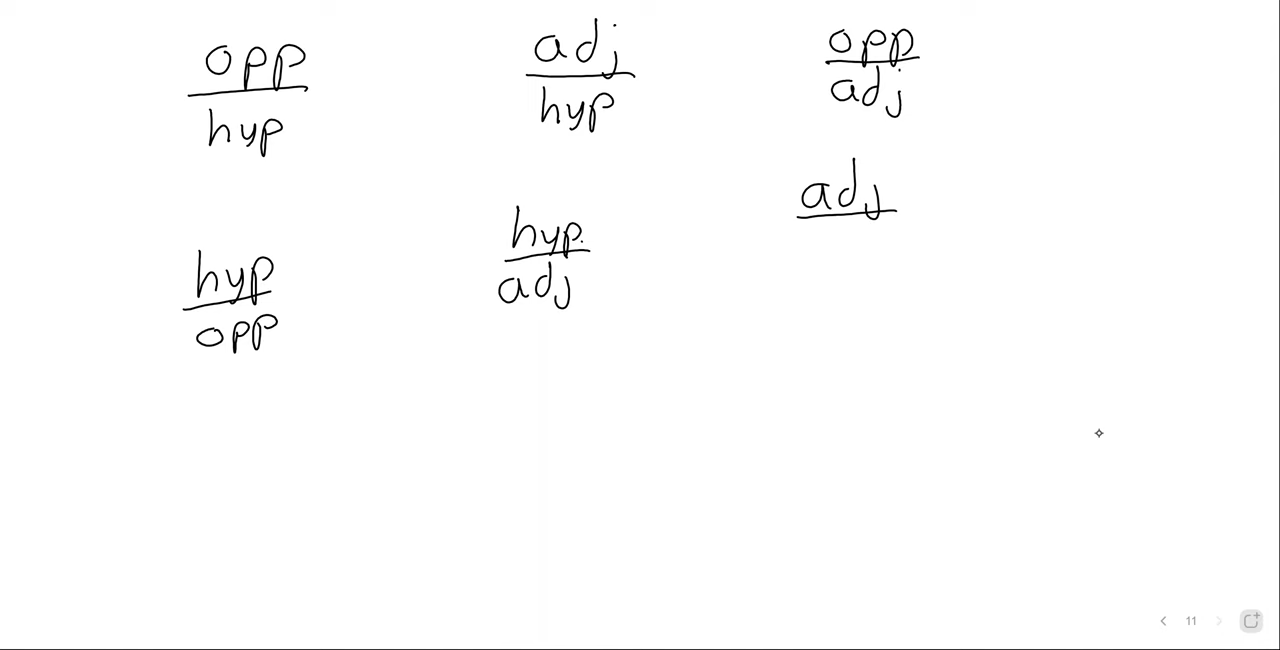 opp adj opp
hyp hyp adj
adj
hyp hyp
opp adj
11